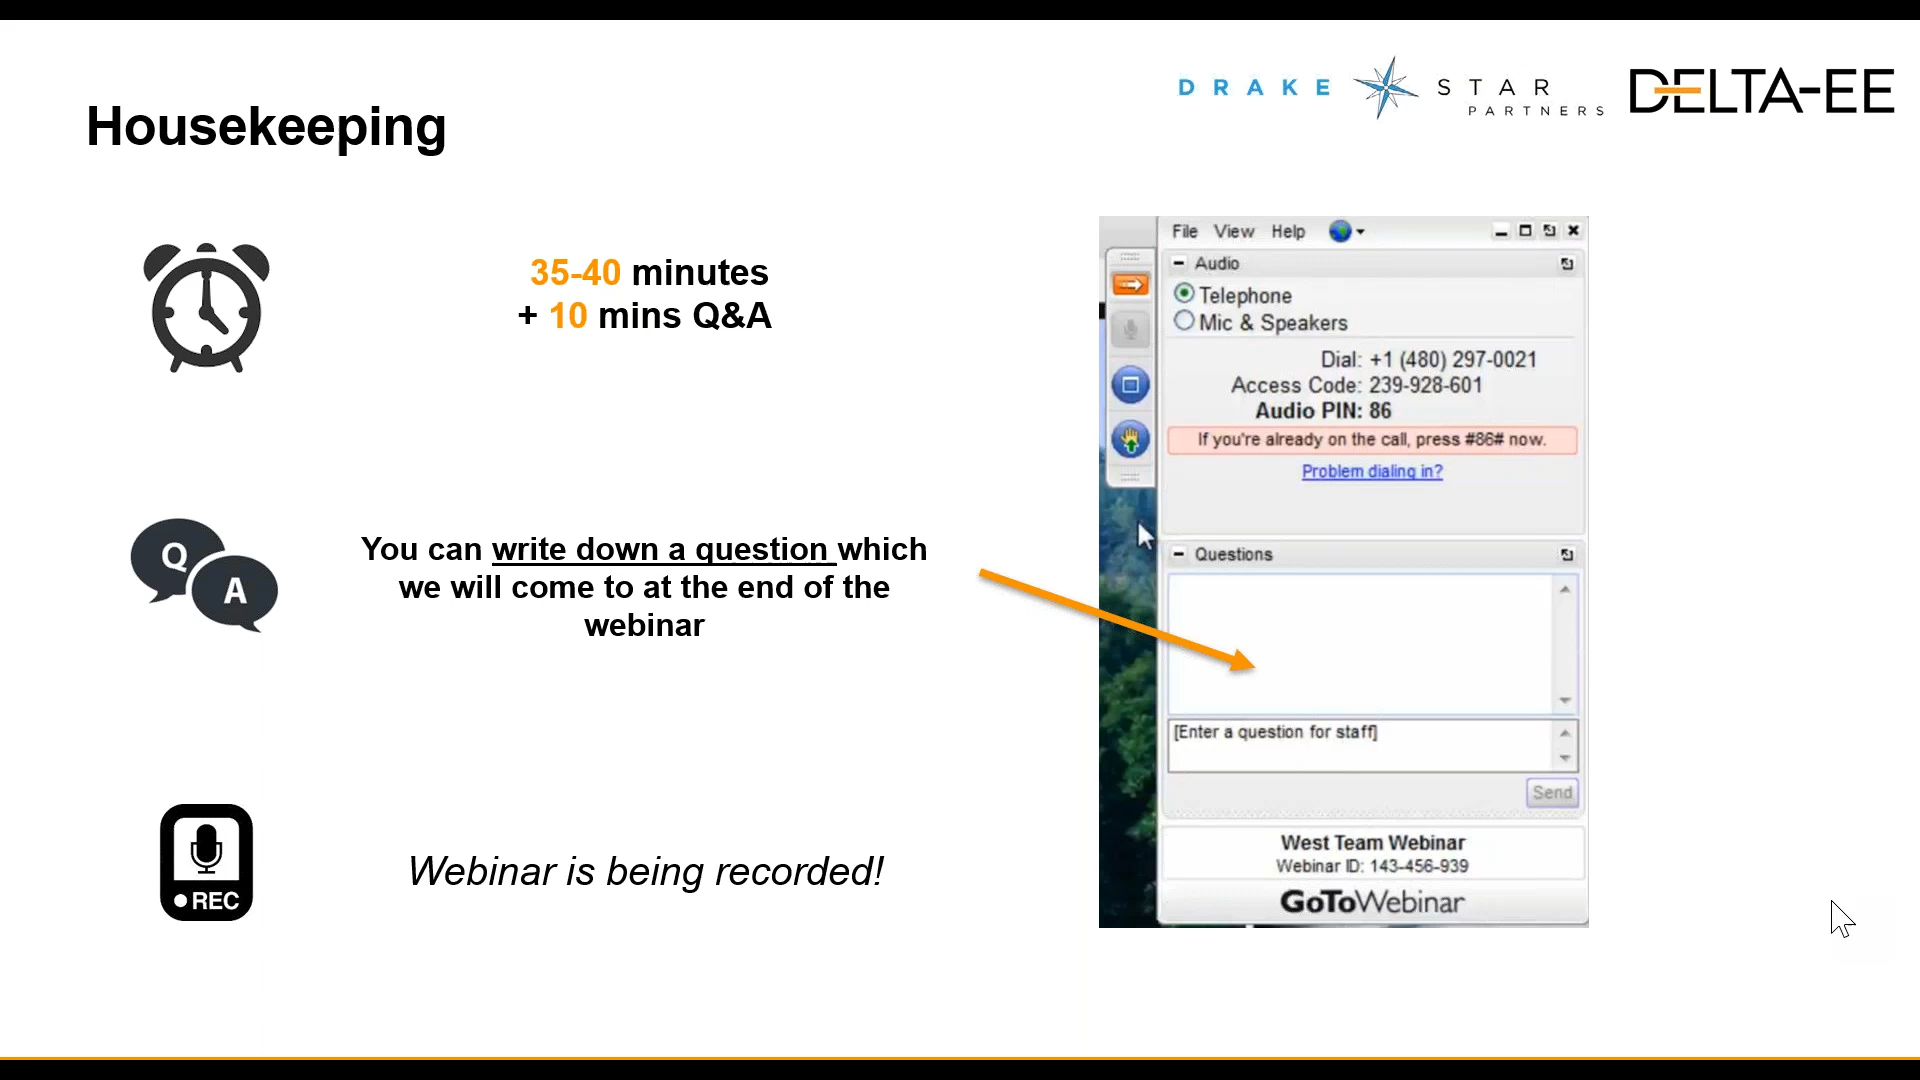 DRAKE STAR
PARTNERS
DELTA-EE
Housekeeping
35-40 minutes
+ 10 mins Q&A
Q
A
You can write down a question which
we will come to at the end of the
webinar
REC
Webinar is being recorded!
File View Help
Audio
Telephone
Mic & Speakers
Dial: +1 (480) 297-0021
Access Code: 239-928-601
Audio PIN: 86
If you're already on the call, press #86# now.
Problem dialing in?
Questions
[Enter a question for staff]
Send
West Team Webinar
Webinar ID: 143-456-939
GoToWebinar